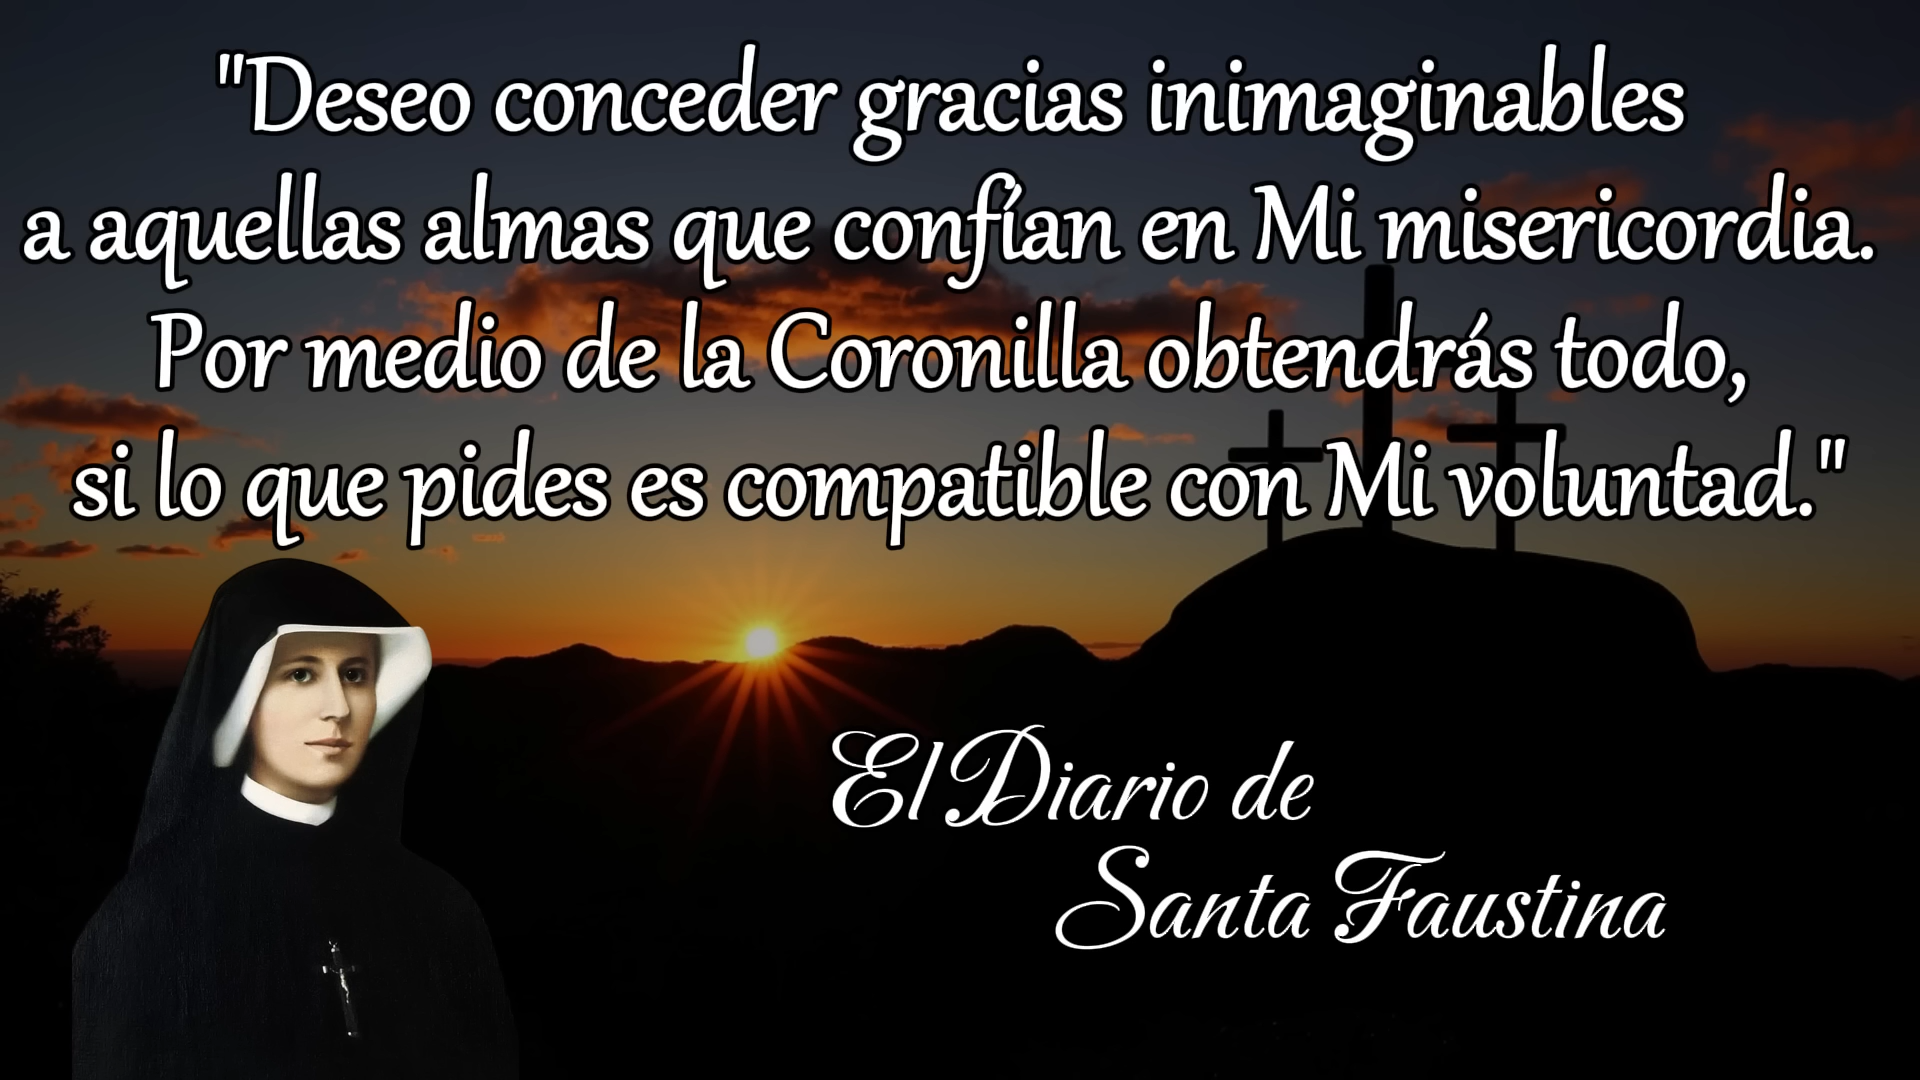 "Deseo conceder gracias inimaginables
a aquellas almas que confían en Mi misericordia.
Por medio de la Coronilla obtendrás todo,
si lo que pides es compatible con Mi voluntad."
El Diario de
Santa Faustina